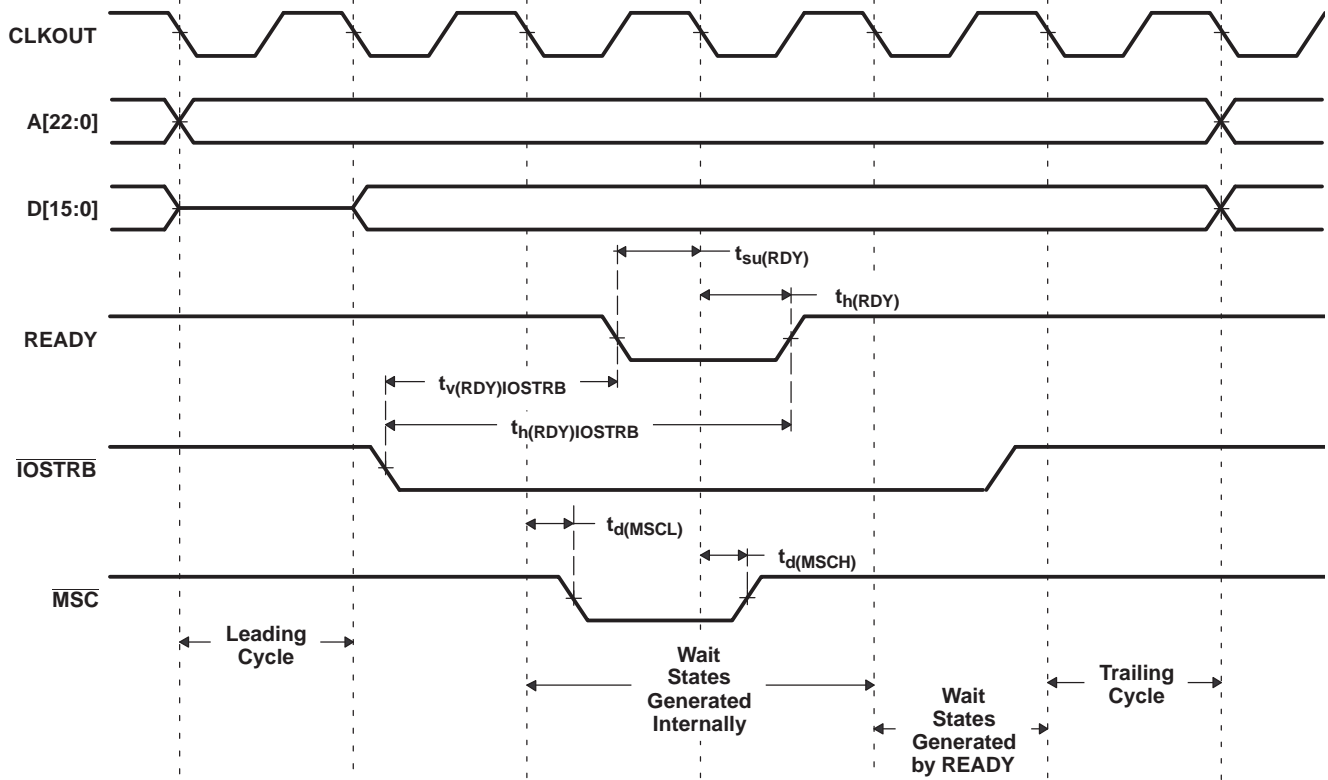 CLKOUT
A[22:0]
D[15:0]
tsu(RDY)
th(RDY)
READY
tv(RDY)IOSTRB
th(RDY)IOSTRB
IOSTRB
td(MSCL)
td(MSCH)
MSC
Leading
Cycle
Wait
States
Generated
Internally
Wait
States
Generated
by READY
Trailing
Cycle